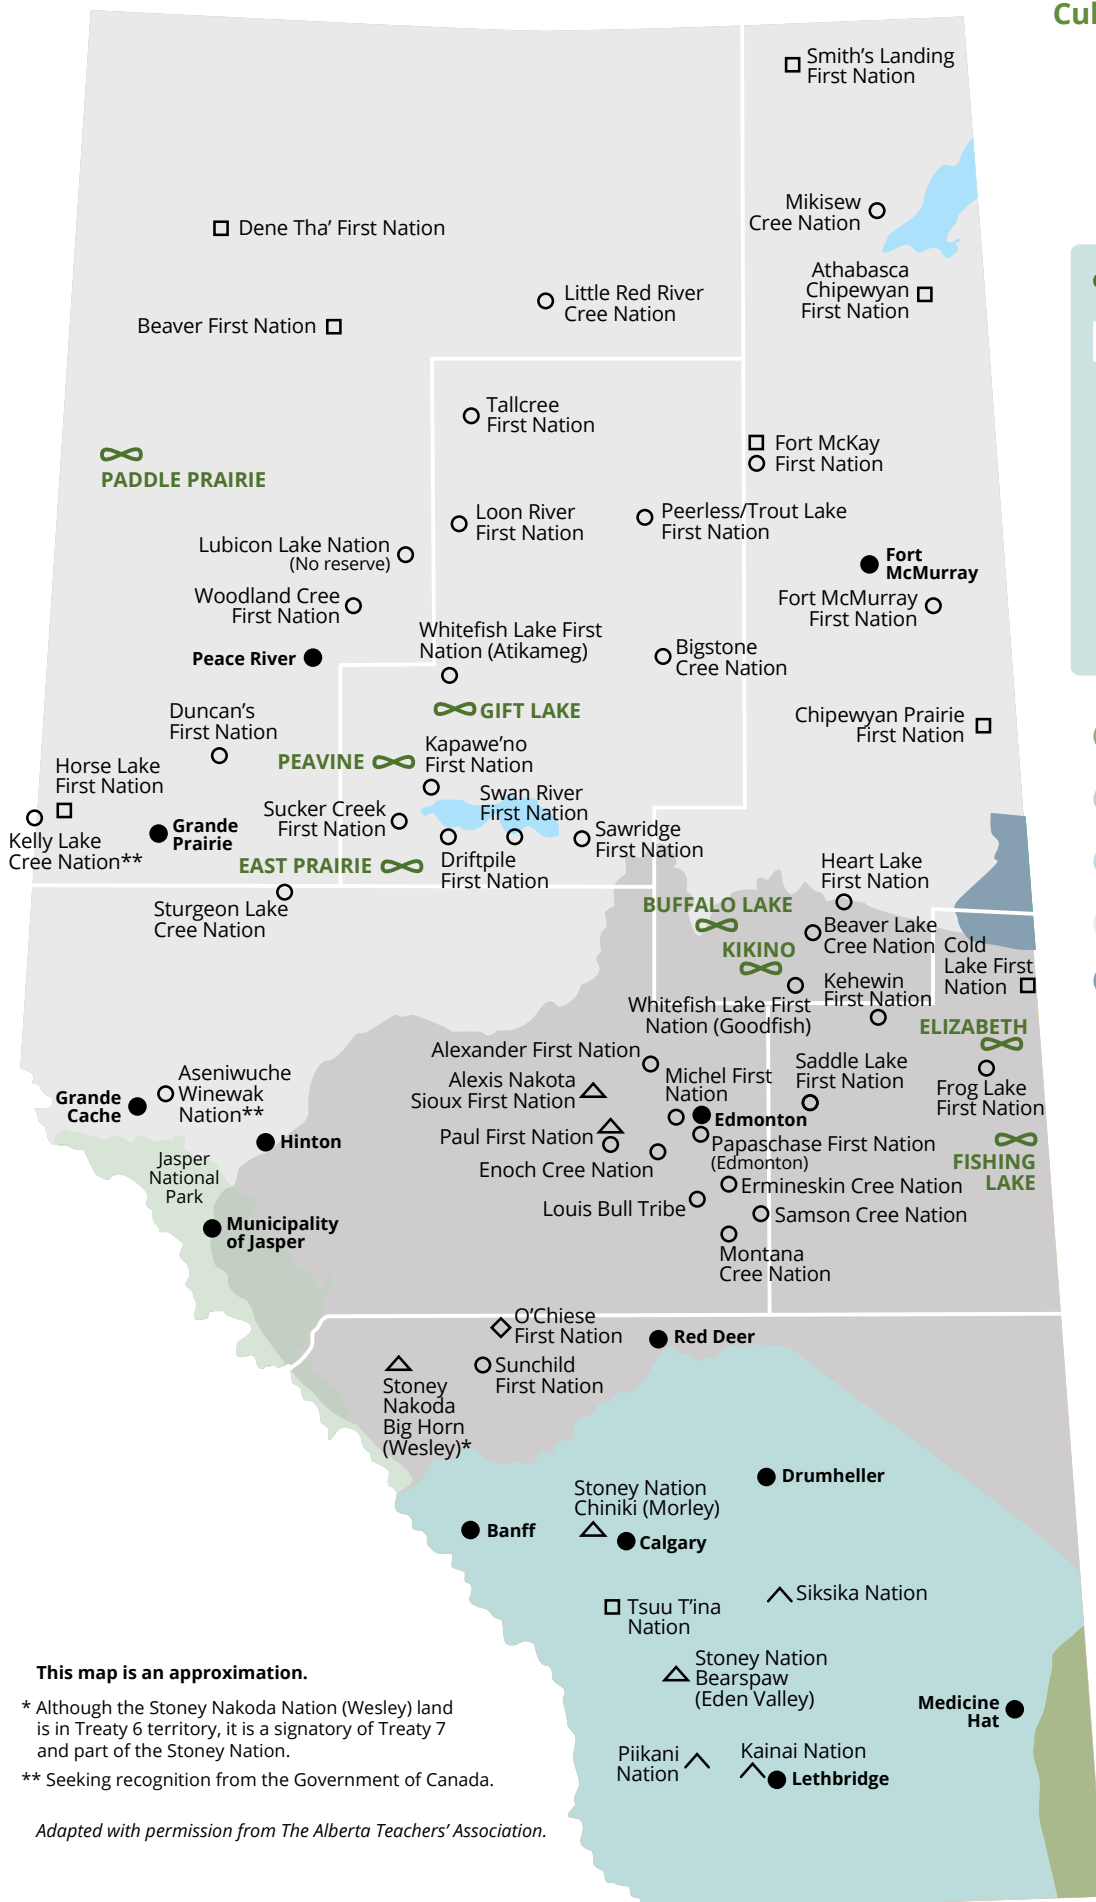 Smith's Landing
First Nation
Mikisew
Cree Nation
Dene Tha' First Nation
Athabasca
Chipewyan
First Nation
Little Red River
Cree Nation
Beaver First Nation
Tallcree
First Nation
Fort McKay
First Nation
PADDLE PRAIRIE
Loon River
First Nation
Peerless/Trout Lake
First Nation
Lubicon Lake Nation
(No reserve)
Fort
McMurray
Woodland Cree
First Nation
Fort McMurray
First Nation
Whitefish Lake First
Nation (Atikameg)
Bigstone
Cree Nation
Peace River
GIFT LAKE
Duncan's
First Nation
Chipewyan Prairie
First Nation
Kapawe'no
First Nation
PEAVINE
Horse Lake
First Nation
Swan River
First Nation
Sucker Creek
First Nation
Grande
Prairie
Sawridge
First Nation
Kelly Lake
Cree Nation**
EAST PRAIRIE
Driftpile
First Nation
Heart Lake
First Nation
Sturgeon Lake
Cree Nation
BUFFALO LAKE
Beaver Lake
Cree Nation
KIKINO
Cold
Lake First
Nation
Kehewin
First Nation
Whitefish Lake First
Nation (Goodfish)
ELIZABETH
Alexander First Nation
Saddle Lake
First Nation
Alexis Nakota
Sioux First Nation
Michel First
Nation
Aseniwuche
Winewak
Nation**
Grande
Cache
Frog Lake
First Nation
Edmonton
Paul First Nation
Papaschase First Nation
(Edmonton)
Hinton
Enoch Cree Nation
FISHING
LAKE
Jasper
National
Park
Ermineskin Cree Nation
Louis Bull Tribe
Samson Cree Nation
Municipality
of Jasper
Montana
Cree Nation
O'Chiese
First Nation
Red Deer
Sunchild
First Nation
Stoney
Nakoda
Big Horn
(Wesley)*
Drumheller
Stoney Nation
Chiniki (Morley)
Banff
Calgary
Siksika Nation
Tsuu T'ina
Nation
Stoney Nation
Bearspaw
(Eden Valley)
Medicine
Hat
Piikani
Nation
Kainai Nation
Lethbridge
This map is an approximation.
* Although the Stoney Nakoda Nation (Wesley) land
is in Treaty 6 territory, it is a signatory of Treaty 7
and part of the Stoney Nation.
** Seeking recognition from the Government of Canada.
Adapted with permission from The Alberta Teachers' Association.